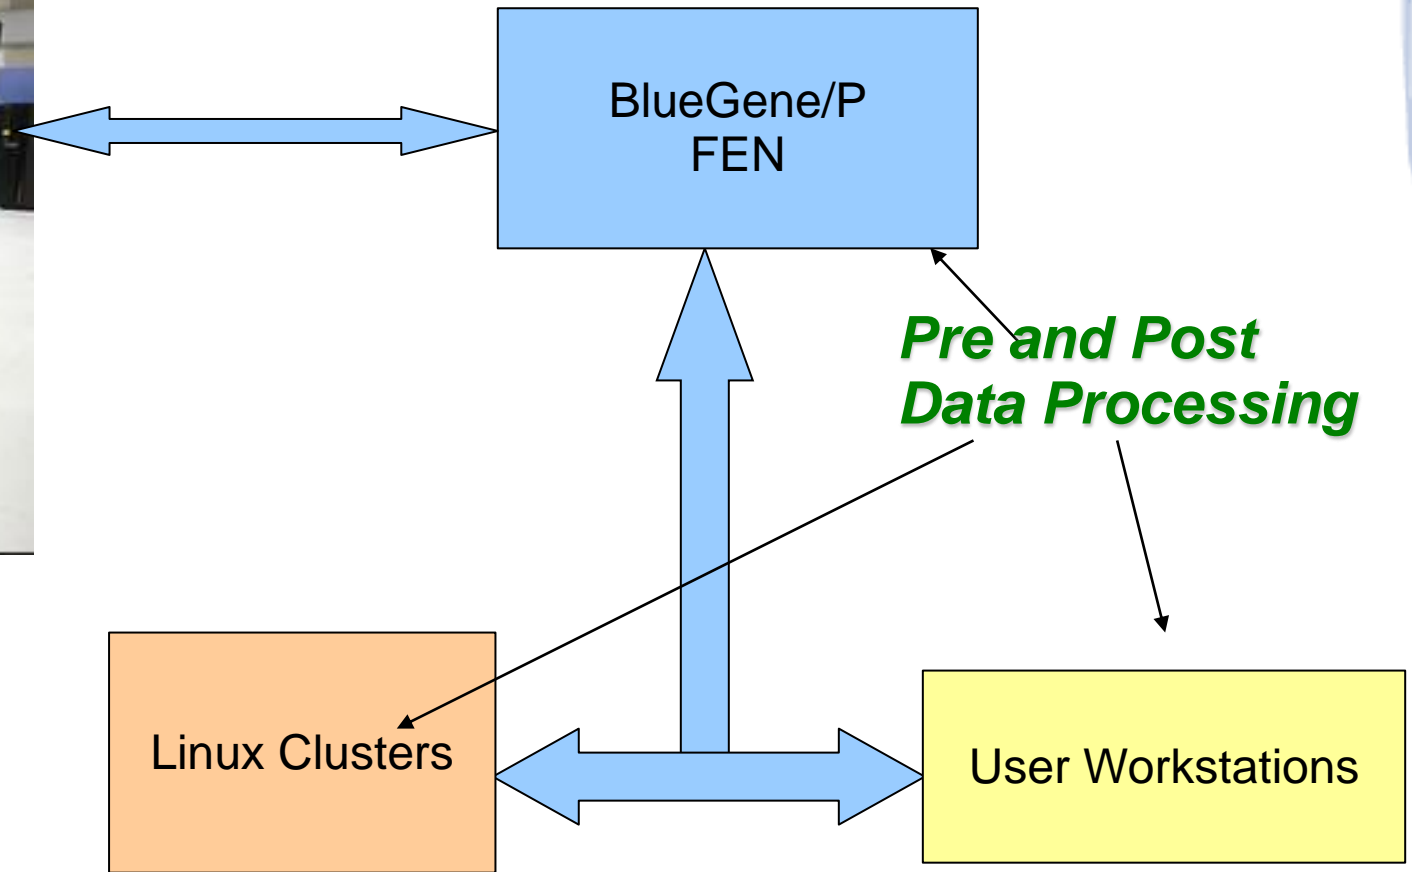 BlueGene/P
FEN
Pre and Post
Data Processing
Linux Clusters
User Workstations